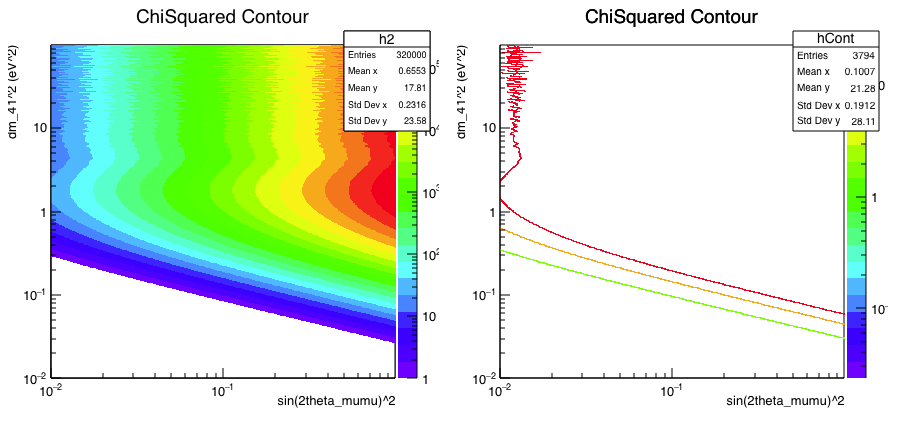 ChiSquared Contour
dm_41^2 (eV^2)
h2
Entries 320000
Mean x 0.6553
Mean y 17.81
Std Dev x 0.2316
Std Dev y 23.58
10
1
10⁻¹
10⁻²
10⁻²
10⁻¹
sin(2theta_mumu)^2
10³
10²
10
1
ChiSquared Contour
dm_41^2 (eV^2)
hCont
Entries 3794
Mean x 0.1007
Mean y 21.28
Std Dev x 0.1912
Std Dev y 28.11
10
1
10⁻¹
10⁻²
10⁻²
10⁻¹
sin(2theta_mumu)^2
1